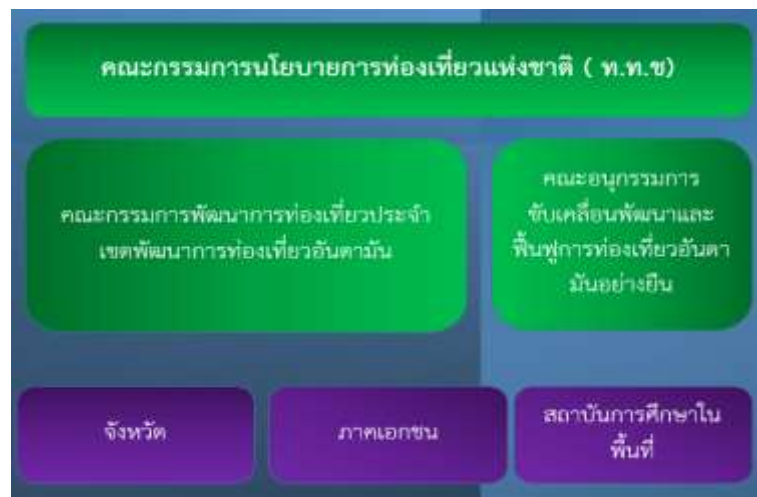 คณะกรรมการนโยบายการท่องเที่ยวแห่งชาติ ( ท.ท.ช)
คณะกรรมการพัฒนาการท่องเที่ยวประจำ
เขตพัฒนาการท่องเที่ยวอันดามัน
คณะอนุกรรมการ
ขับเคลื่อนพัฒนาและ
ฟื้นฟูการท่องเที่ยวอันดา
มันอย่างยืน
จังหวัด
ภาคเอกชน
สถาบันการศึกษาใน
พื้นที่